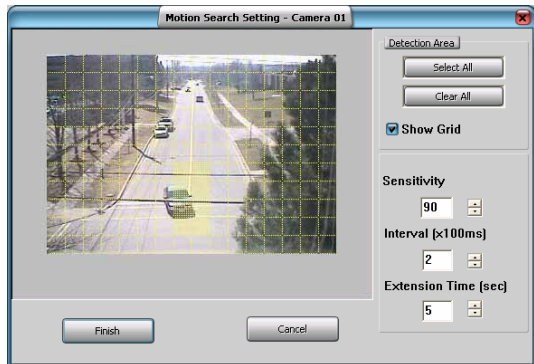 Motion Search Setting - Camera 01
Detection Area
Select All
Clear All
Show Grid
Sensitivity
90
Interval (x100ms)
2
Extension Time (sec)
5
Finish
Cancel